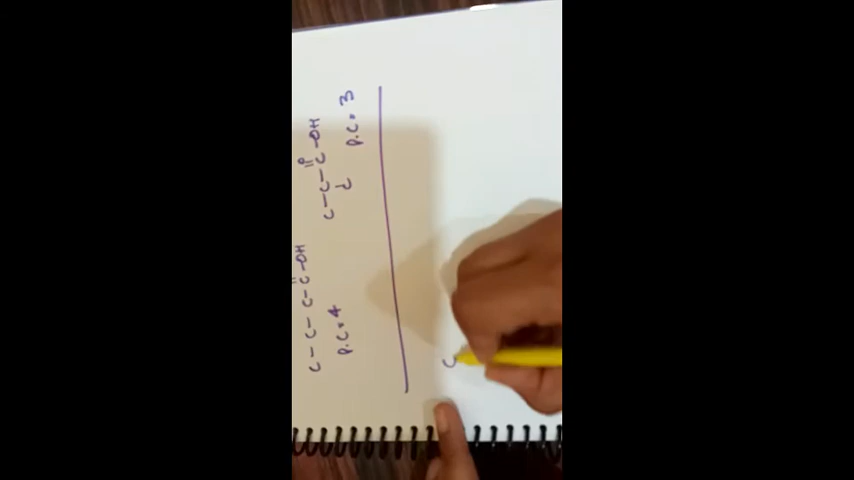 O
||
C-C-C-C-OH C-C-C-OH
C
P.C = 4 P.C = 3
C